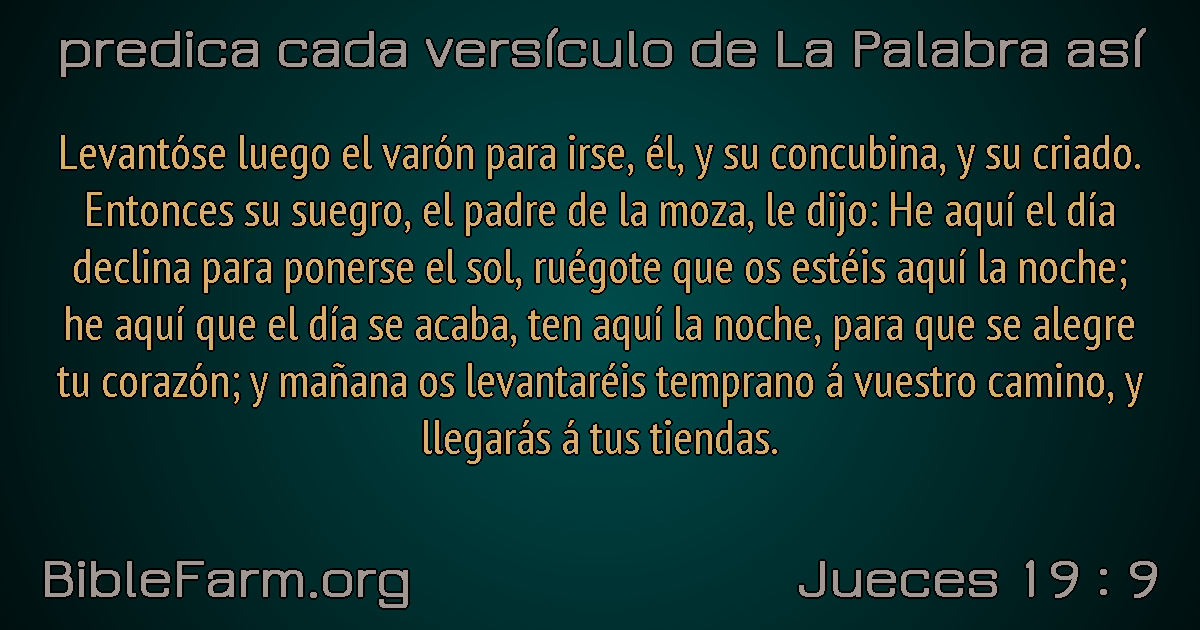 predica cada versículo de La Palabra así
Levantóse luego el varón para irse, él, y su concubina, y su criado.
Entonces su suegro, el padre de la moza, le dijo: He aquí el día
declina para ponerse el sol, ruégote que os estéis aquí la noche;
he aquí que el día se acaba, ten aquí la noche, para que se alegre
tu corazón; y mañana os levantaréis temprano á vuestro camino, y
llegarás á tus tiendas.
BibleFarm.org
Jueces 19 : 9